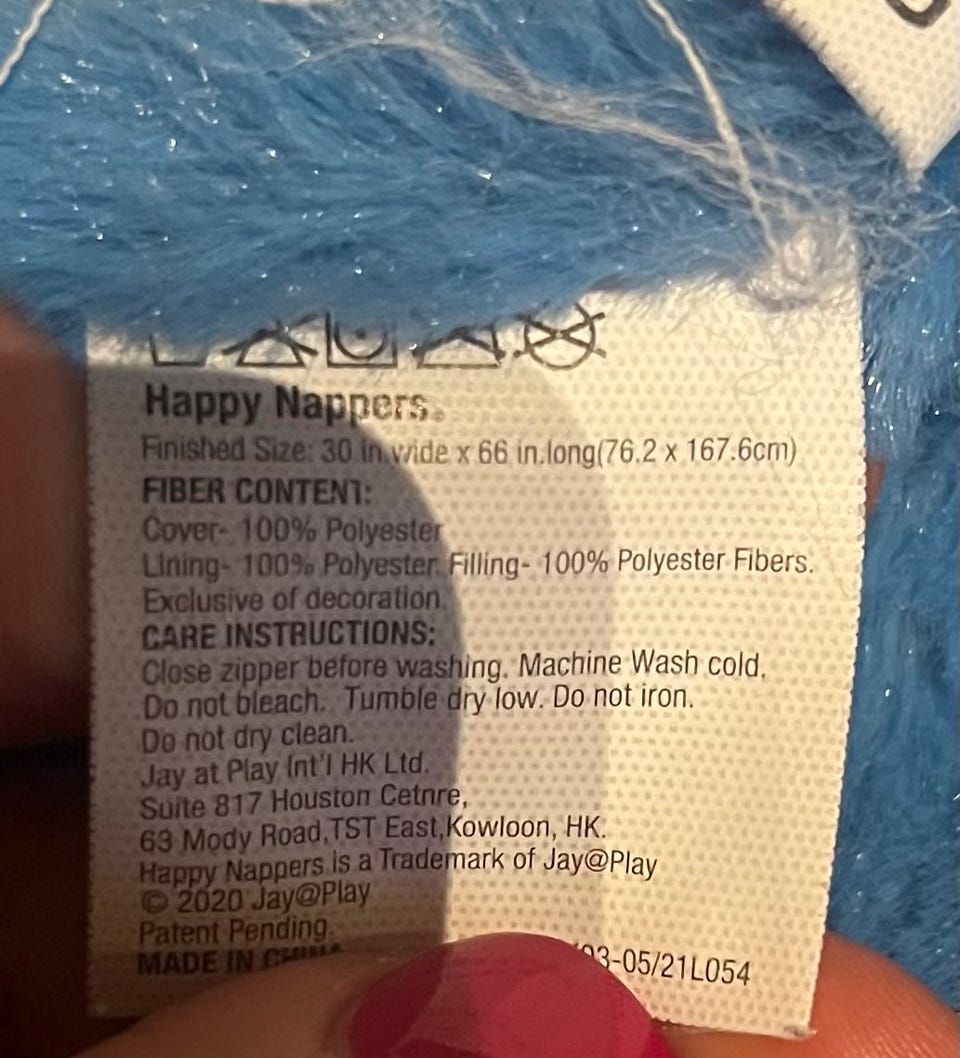 Happy Nappers®
Finished Size: 30 in.wide x 66 in.long(76.2 x 167.6cm)
FIBER CONTENT:
Cover- 100% Polyester
Lining- 100% Polyester. Filling- 100% Polyester Fibers.
Exclusive of decoration.
CARE INSTRUCTIONS:
Close zipper before washing. Machine Wash cold.
Do not bleach. Tumble dry low. Do not iron.
Do not dry clean.
Jay at Play Int'l HK Ltd.
Suite 817 Houston Cetnre,
63 Mody Road,TST East,Kowloon, HK.
Happy Nappers is a Trademark of Jay@Play
© 2020 Jay@Play
Patent Pending.
MADE IN CHINA 03-05/21L054